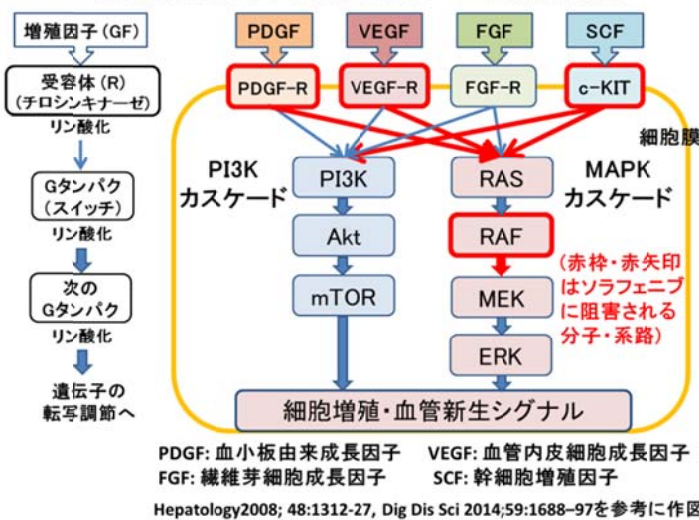 増殖因子(GF)
受容体(R)
(チロシンキナーゼ)
リン酸化
Gタンパク
(スイッチ)
リン酸化
次の
Gタンパク
リン酸化
遺伝子の
転写調節へ
PDGF
VEGF
FGF
SCF
PDGF-R
VEGF-R
FGF-R
c-KIT
細胞膜
PI3K
カスケード
PI3K
RAS
MAPK
カスケード
Akt
RAF
mTOR
MEK
(赤枠・赤矢印
はソラフェニブ
に阻害される
分子・系路)
ERK
細胞増殖・血管新生シグナル
PDGF: 血小板由来成長因子 VEGF: 血管内皮細胞成長因子
FGF: 繊維芽細胞成長因子 SCF: 幹細胞増殖因子
Hepatology2008; 48:1312-27, Dig Dis Sci 2014;59:1688–97を参考に作図